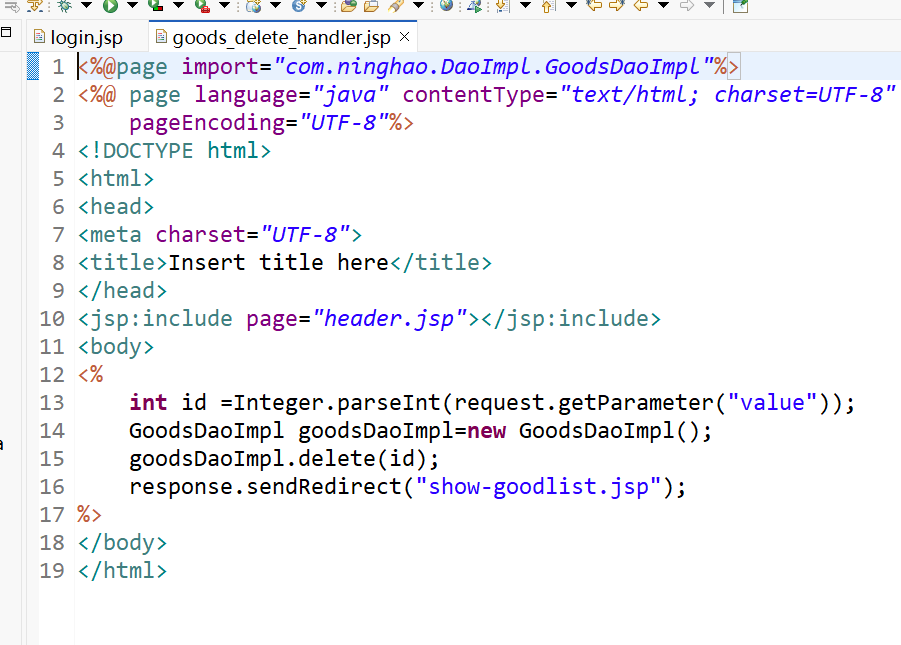 login.jsp goods_delete_handler.jsp
1 <%@page import="com.ninghao.DaoImpl.GoodsDaoImpl"%>
2 <%@ page language="java" contentType="text/html; charset=UTF-8"
3     pageEncoding="UTF-8"%>
4 <!DOCTYPE html>
5 <html>
6 <head>
7 <meta charset="UTF-8">
8 <title>Insert title here</title>
9 </head>
10 <jsp:include page="header.jsp"></jsp:include>
11 <body>
12 <%
13     int id =Integer.parseInt(request.getParameter("value"));
14     GoodsDaoImpl goodsDaoImpl=new GoodsDaoImpl();
15     goodsDaoImpl.delete(id);
16     response.sendRedirect("show-goodlist.jsp");
17 %>
18 </body>
19 </html>